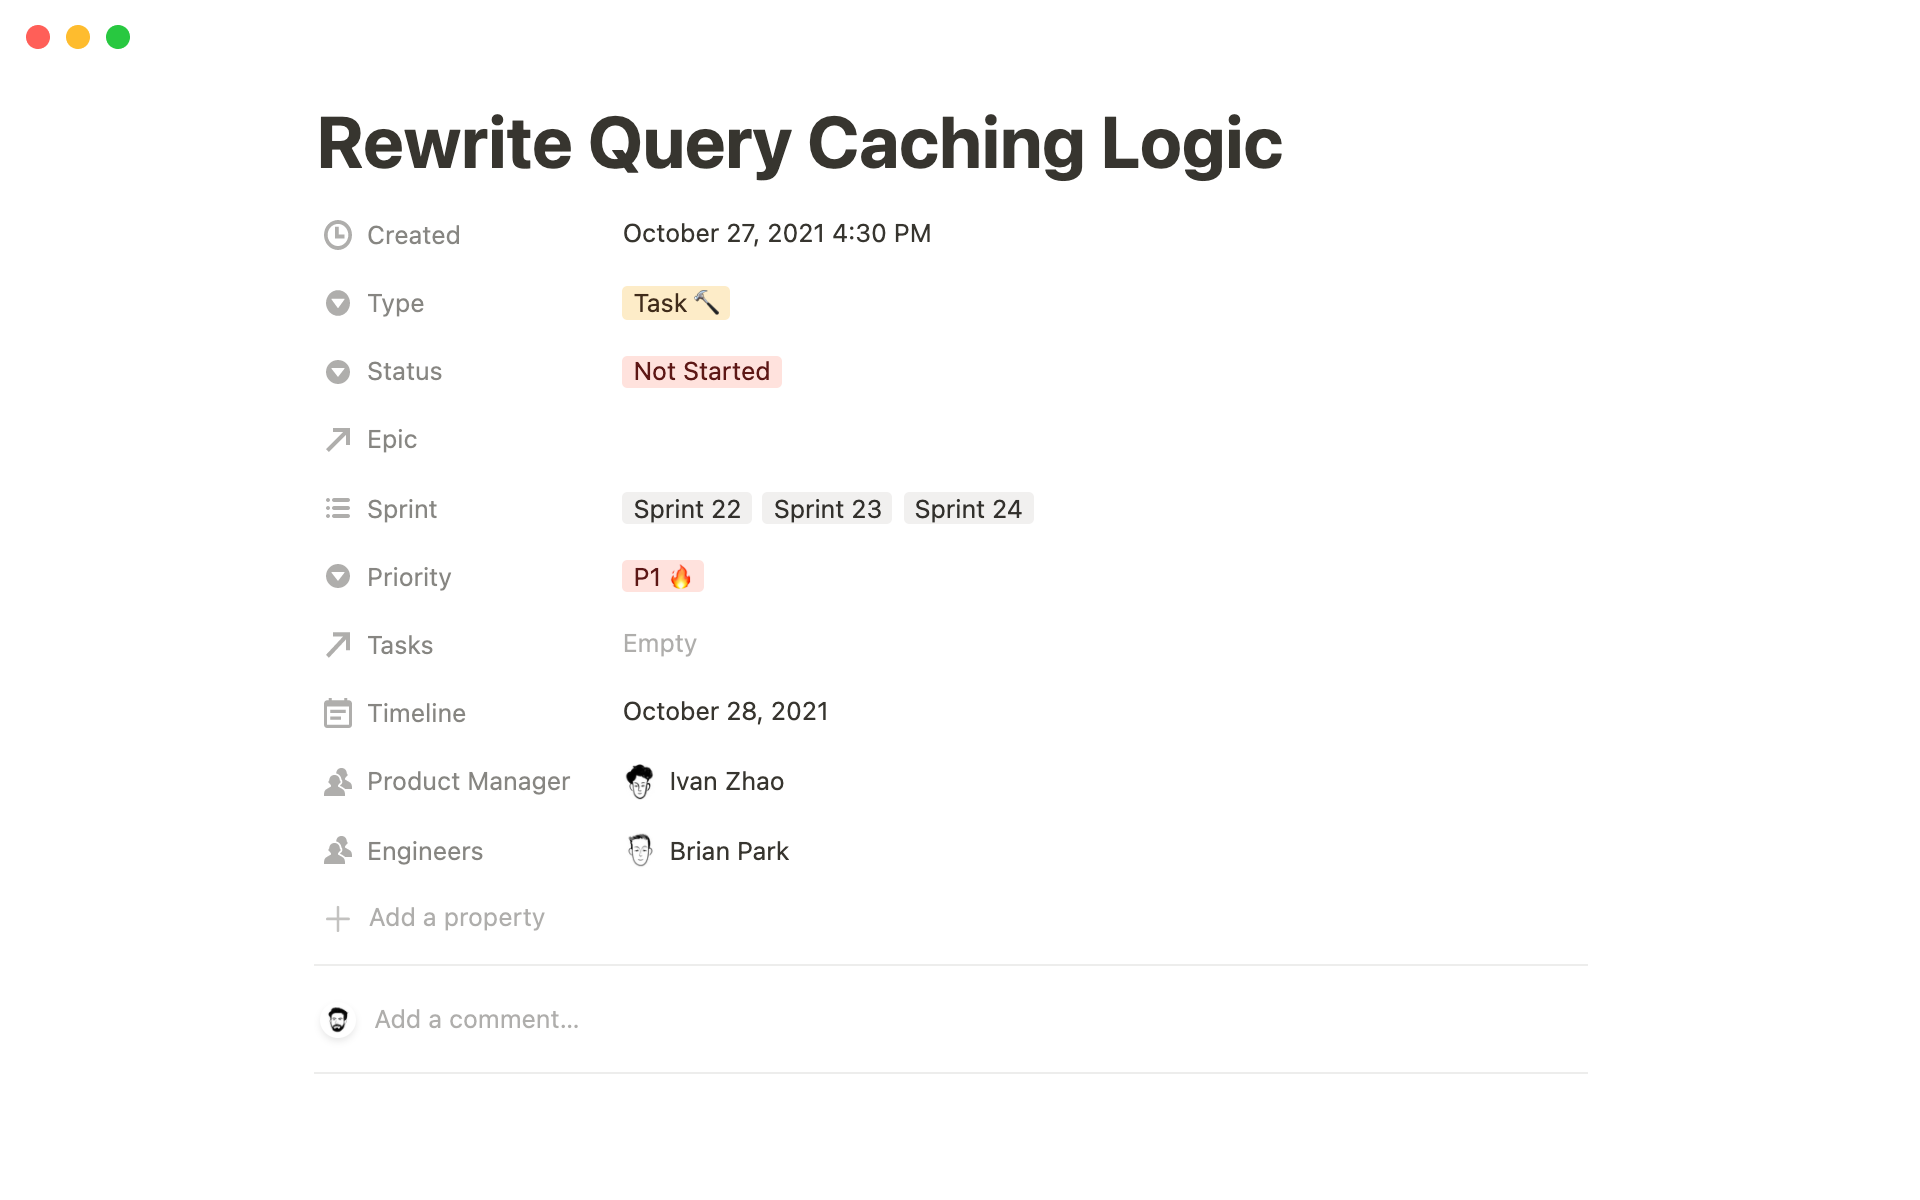 Rewrite Query Caching Logic
Created October 27, 2021 4:30 PM
Type Task 🔨
Status Not Started
Epic
Sprint Sprint 22 Sprint 23 Sprint 24
Priority P1 🔥
Tasks Empty
Timeline October 28, 2021
Product Manager Ivan Zhao
Engineers Brian Park
Add a property
Add a comment...